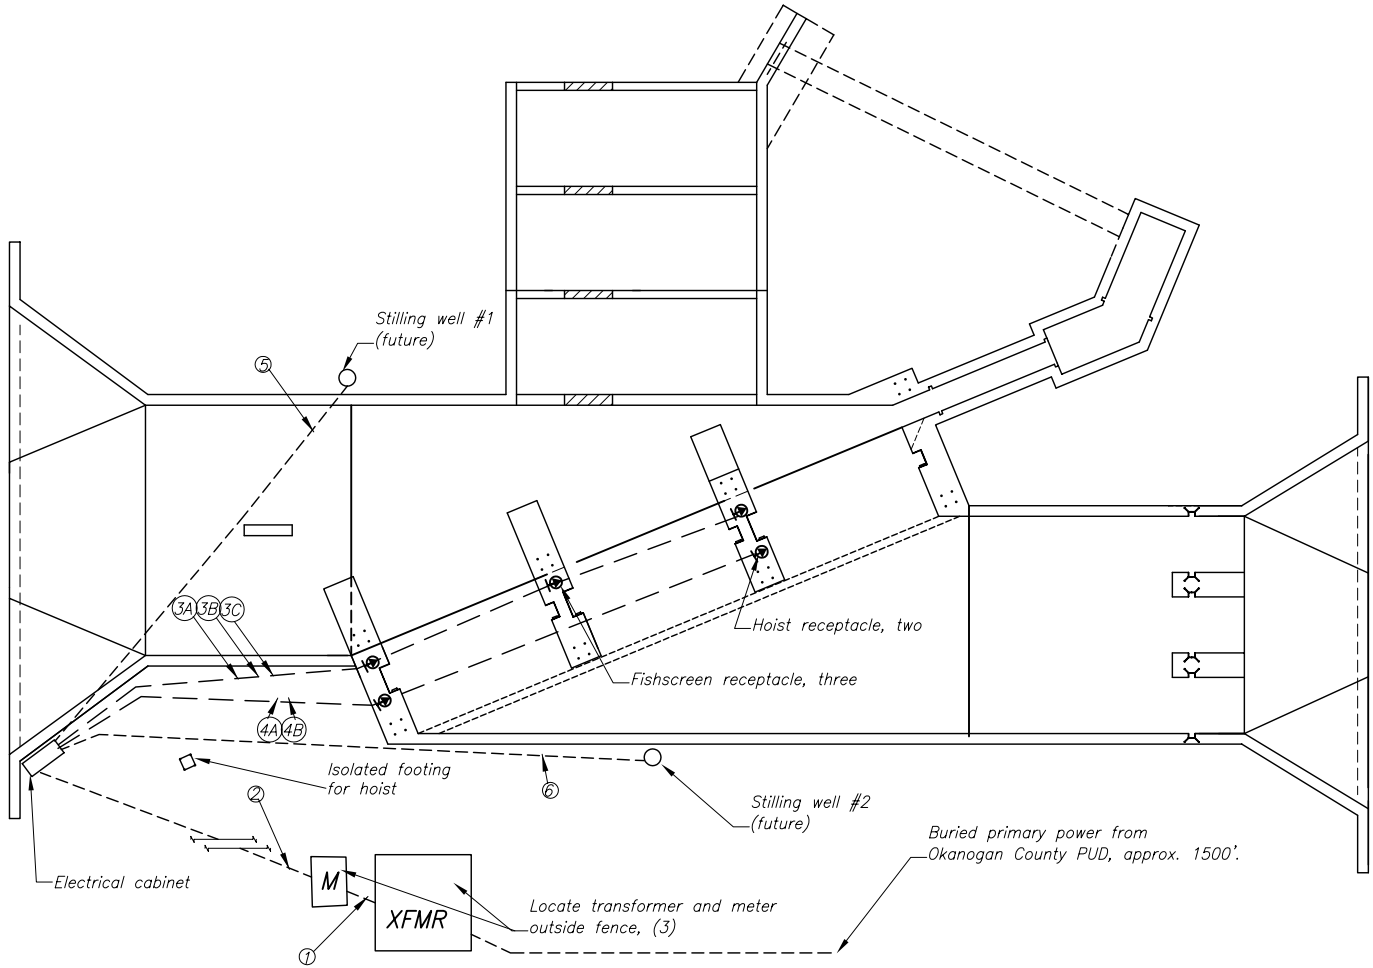 Stilling well #1
(future)
5
3A 3B 3C
Hoist receptacle, two
Fishscreen receptacle, three
4A 4B
Isolated footing
for hoist
6
2
Stilling well #2
(future)
Buried primary power from
Okanogan County PUD, approx. 1500'.
Electrical cabinet
M
XFMR
Locate transformer and meter
outside fence, (3)
1